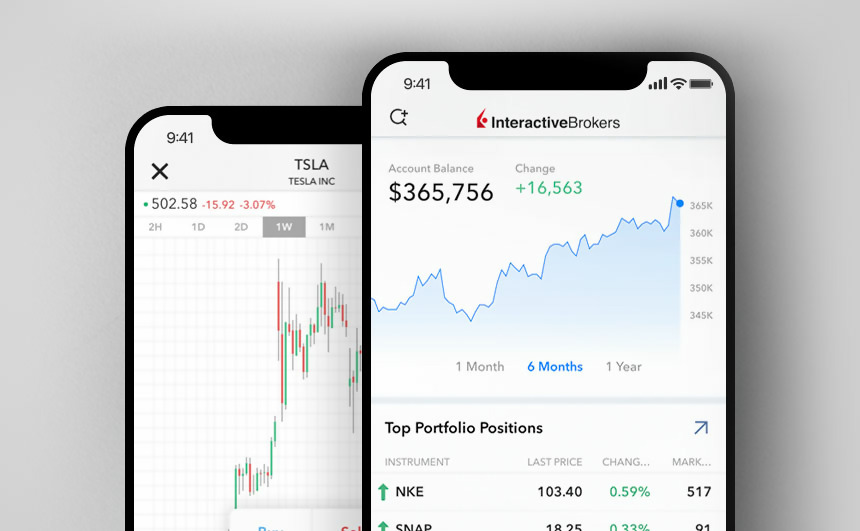 9:41
TSLA
TESLA INC
502.58 -15.92 -3.07%
2H 1D 2D 1W 1M
9:41
InteractiveBrokers
Account Balance Change
$365,756 +16,563
365K
360K
355K
350K
345K
1 Month 6 Months 1 Year
Top Portfolio Positions
INSTRUMENT LAST PRICE CHANG... MARK...
NKE 103.40 0.59% 517
SNAP 18.25 0.33% 91